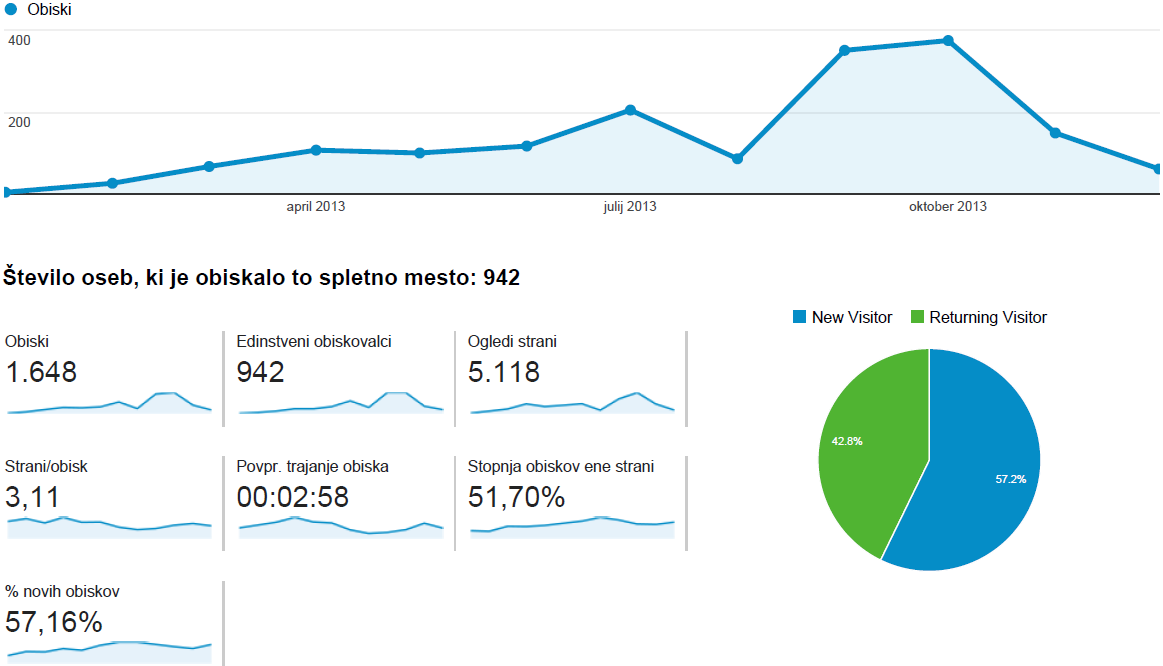 Obiski
400
200
april 2013
julij 2013
oktober 2013
Število oseb, ki je obiskalo to spletno mesto: 942
New Visitor
Returning Visitor
Obiski
1.648
Edinstveni obiskovalci
942
Ogledi strani
5.118
42.8%
57.2%
Strani/obisk
3,11
Povpr. trajanje obiska
00:02:58
Stopnja obiskov ene strani
51,70%
% novih obiskov
57,16%